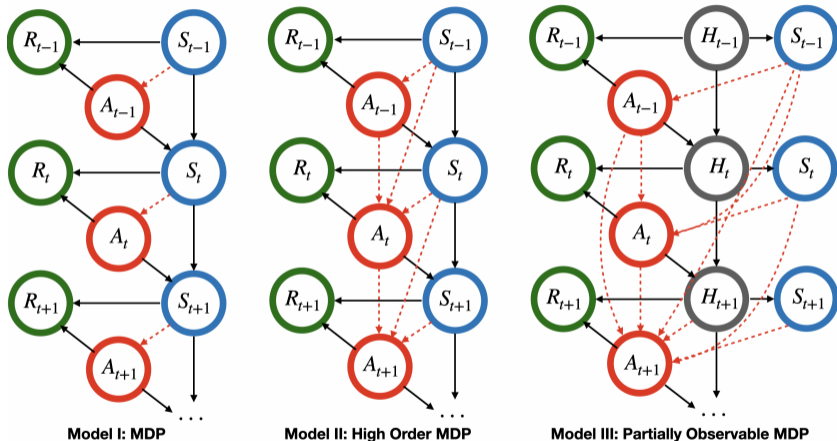 R_{t-1} S_{t-1} R_{t-1} S_{t-1} R_{t-1} H_{t-1} S_{t-1}
A_{t-1} A_{t-1} A_{t-1}
R_t S_t R_t S_t R_t H_t S_t
A_t A_t A_t
R_{t+1} S_{t+1} R_{t+1} S_{t+1} R_{t+1} H_{t+1} S_{t+1}
A_{t+1} A_{t+1} A_{t+1}
... ... ...
Model I: MDP Model II: High Order MDP Model III: Partially Observable MDP